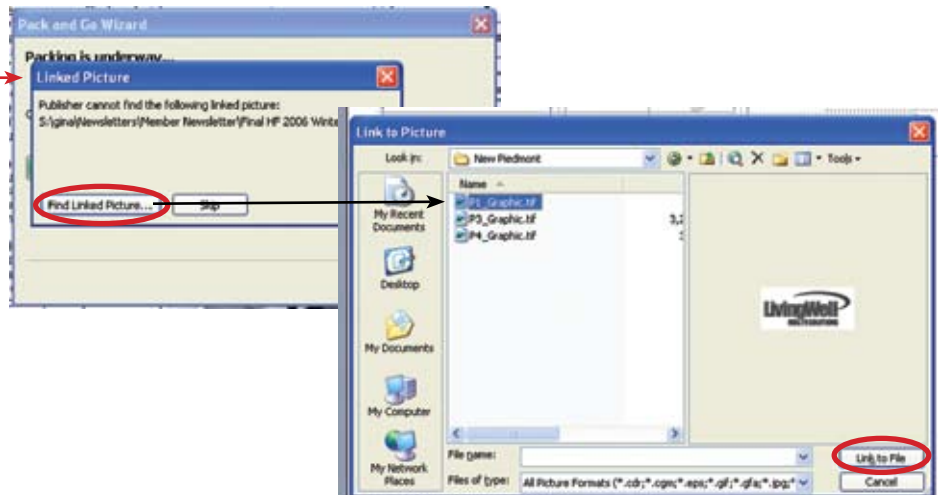 Pack and Go Wizard
Packing is underway...
Linked Picture
Publisher cannot find the following linked picture:
S:\gina\Newsletters\Member Newsletter\Final HF 2006 Winte
Find Linked Picture...
Skip
Link to Picture
Look in:
New Piedmont
Tools
Name
P1_Graphic.tif
P3_Graphic.tif
3,2
P4_Graphic.tif
My Recent
Documents
Desktop
My Documents
My Computer
My Network
Places
LivingWell
File name:
Files of type:
All Picture Formats (*.cdr;*.cgm;*.eps;*.gif;*.gfa;*.jpg;*
Link to File
Cancel